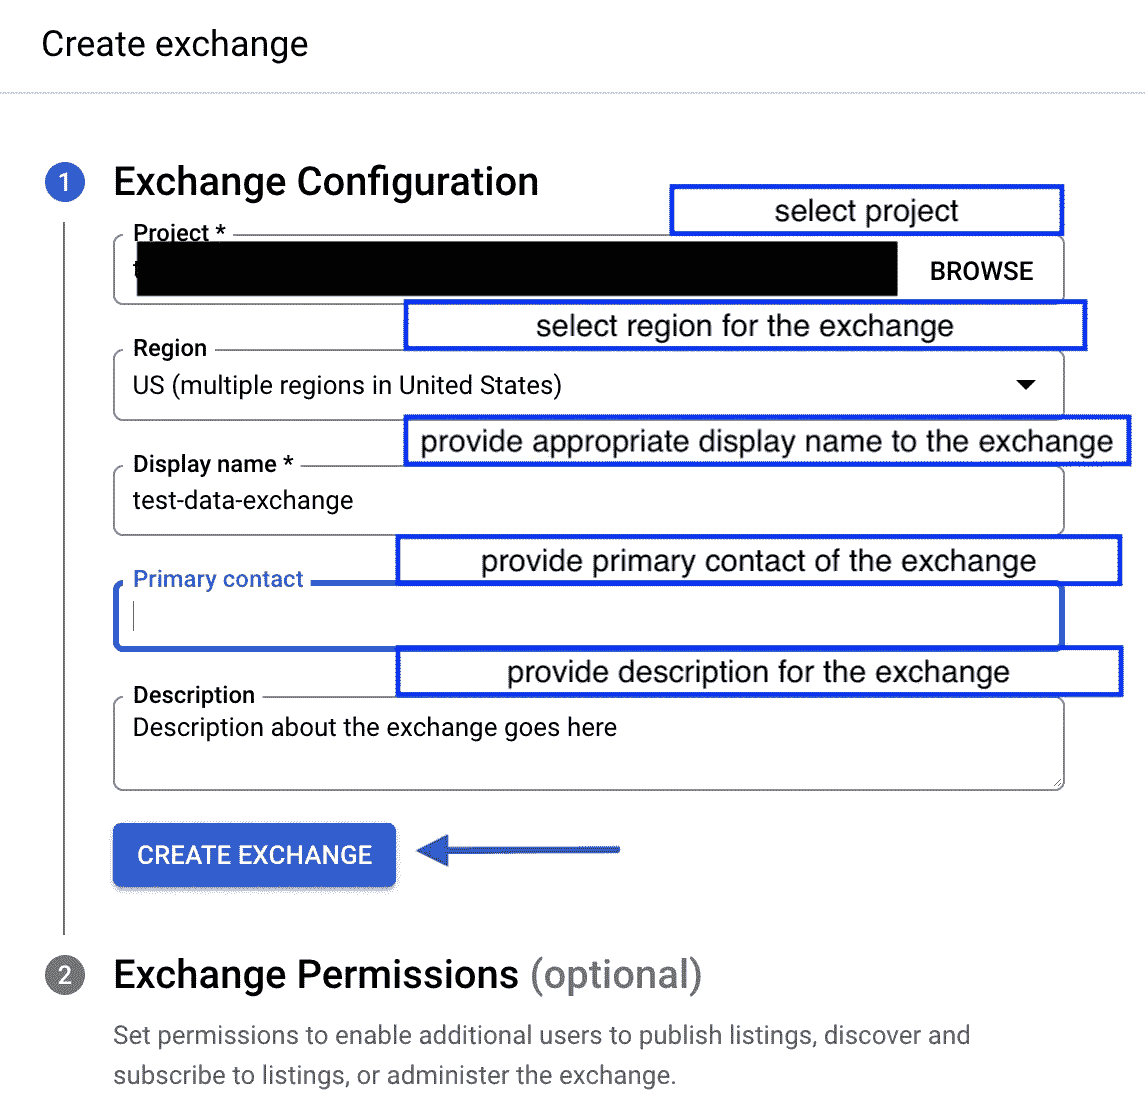 Create exchange
1 Exchange Configuration
select project
Project *
BROWSE
select region for the exchange
Region
US (multiple regions in United States)
provide appropriate display name to the exchange
Display name *
test-data-exchange
provide primary contact of the exchange
Primary contact
provide description for the exchange
Description
Description about the exchange goes here
CREATE EXCHANGE
2 Exchange Permissions (optional)
Set permissions to enable additional users to publish listings, discover and
subscribe to listings, or administer the exchange.